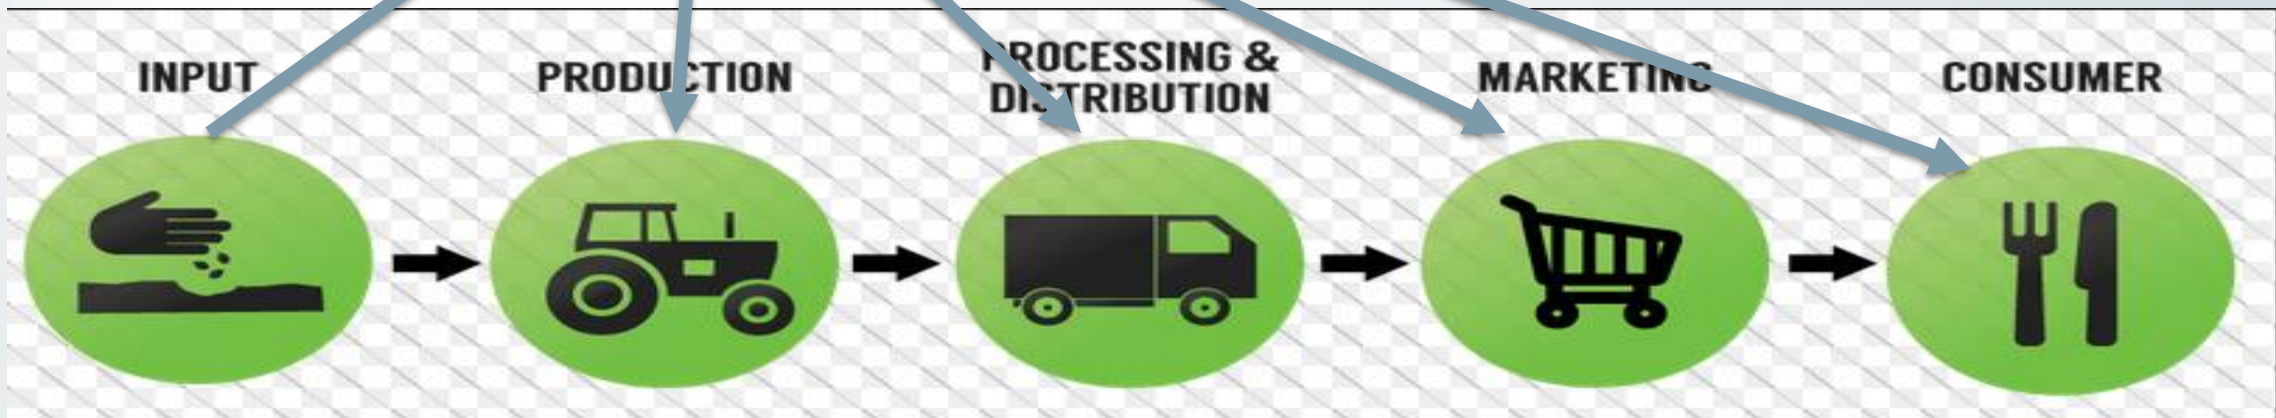 INPUT
PRODUCTION
PROCESSING &
DISTRIBUTION
MARKETING
CONSUMER